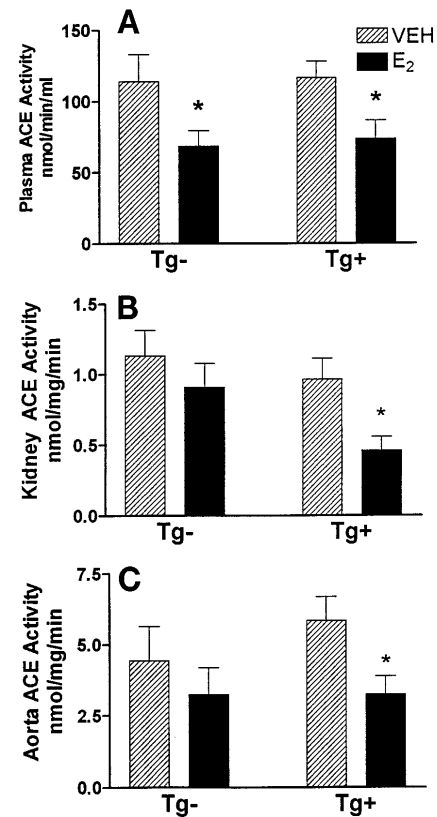 A
VEH
E2
Plasma ACE Activity
nmol/min/ml
150
100
50
0
*
*
Tg-
Tg+
B
Kidney ACE Activity
nmol/mg/min
1.5
1.0
0.5
0.0
*
Tg-
Tg+
C
Aorta ACE Activity
nmol/mg/min
7.5
5.0
2.5
0.0
*
Tg-
Tg+